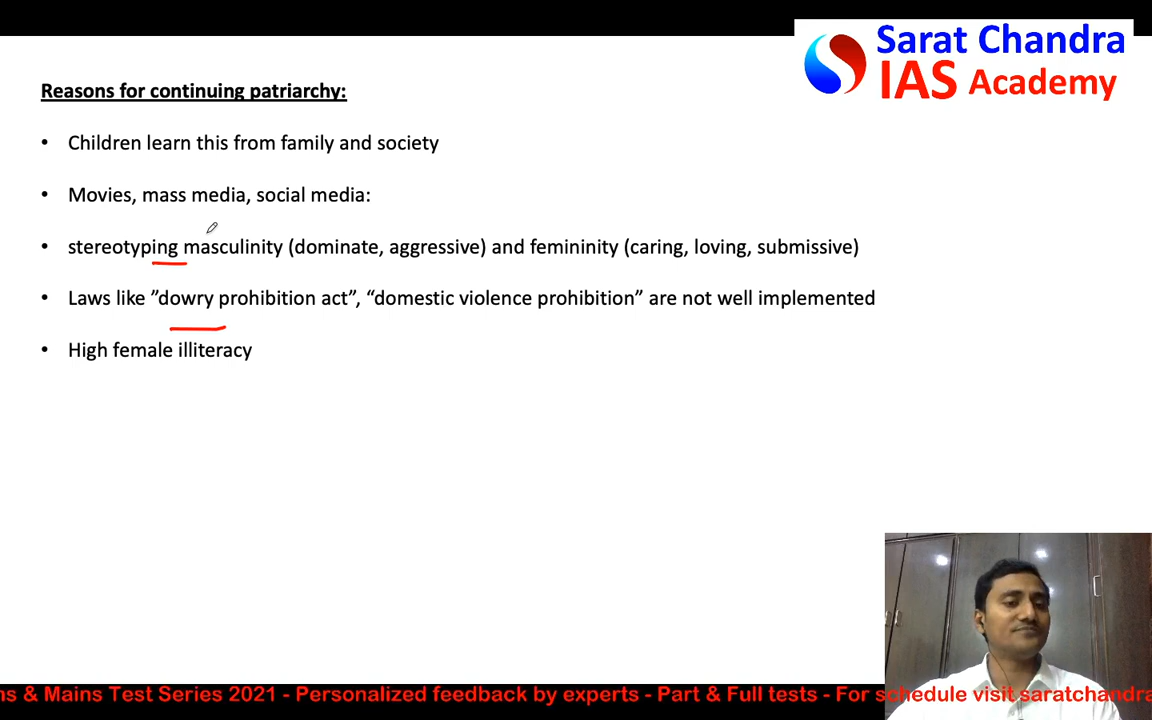 Sarat Chandra
IAS Academy
Reasons for continuing patriarchy:
• Children learn this from family and society
• Movies, mass media, social media:
• stereotyping masculinity (dominate, aggressive) and femininity (caring, loving, submissive)
• Laws like ”dowry prohibition act”, “domestic violence prohibition” are not well implemented
• High female illiteracy
& Mains Test Series 2021 - Personalized feedback by experts - Part & Full tests - For schedule visit saratchandra